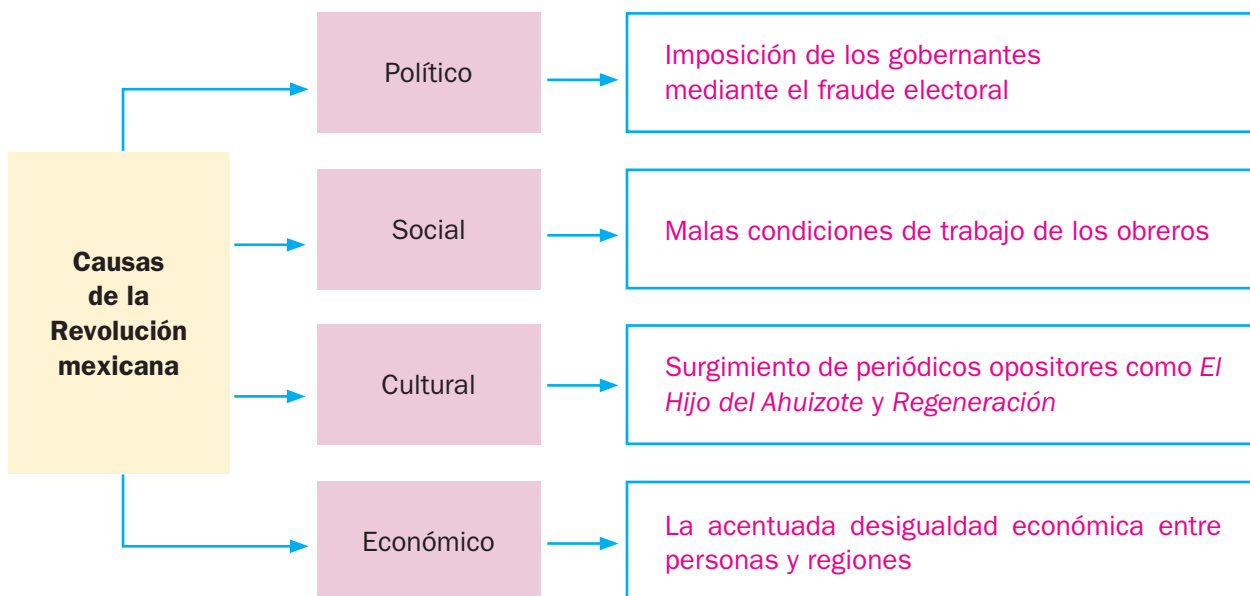 Político
Imposición de los gobernantes
mediante el fraude electoral
Causas
de la
Revolución
mexicana
Social
Malas condiciones de trabajo de los obreros
Cultural
Surgimiento de periódicos opositores como El
Hijo del Ahuizote y Regeneración
Económico
La acentuada desigualdad económica entre
personas y regiones